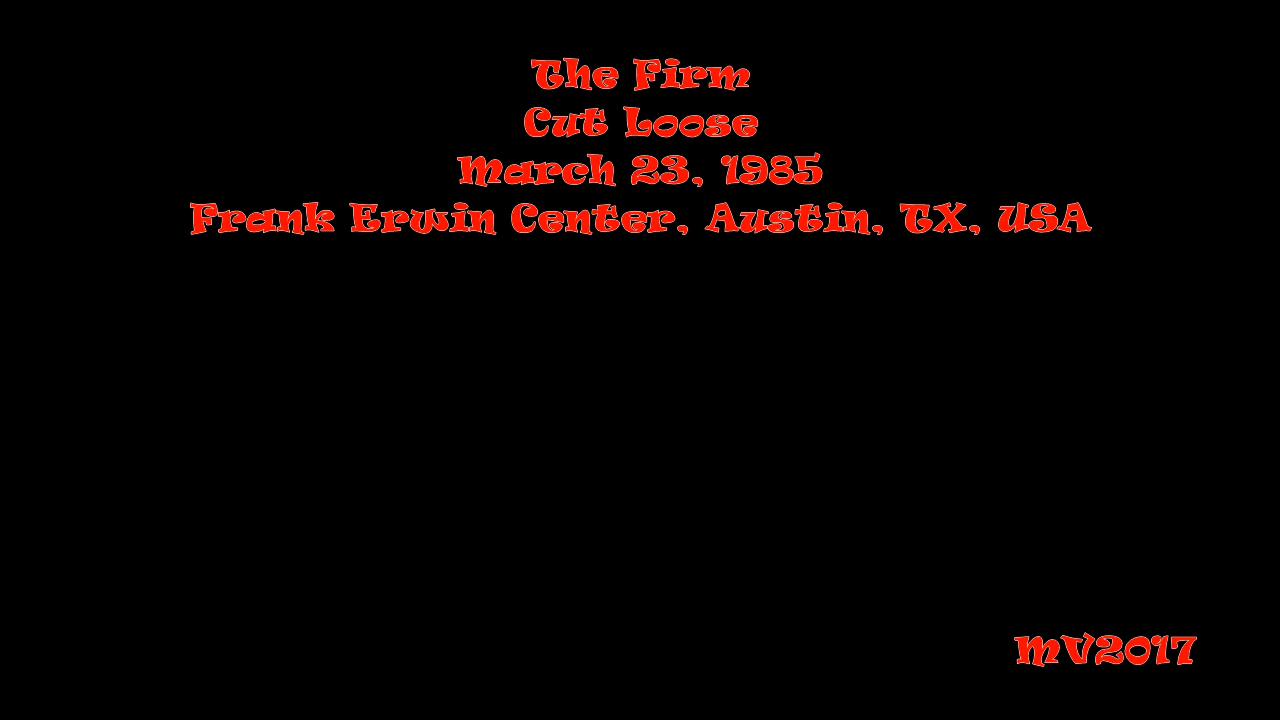 The Firm
Cut Loose
March 23, 1985
Frank Erwin Center, Austin, TX, USA
MV2017